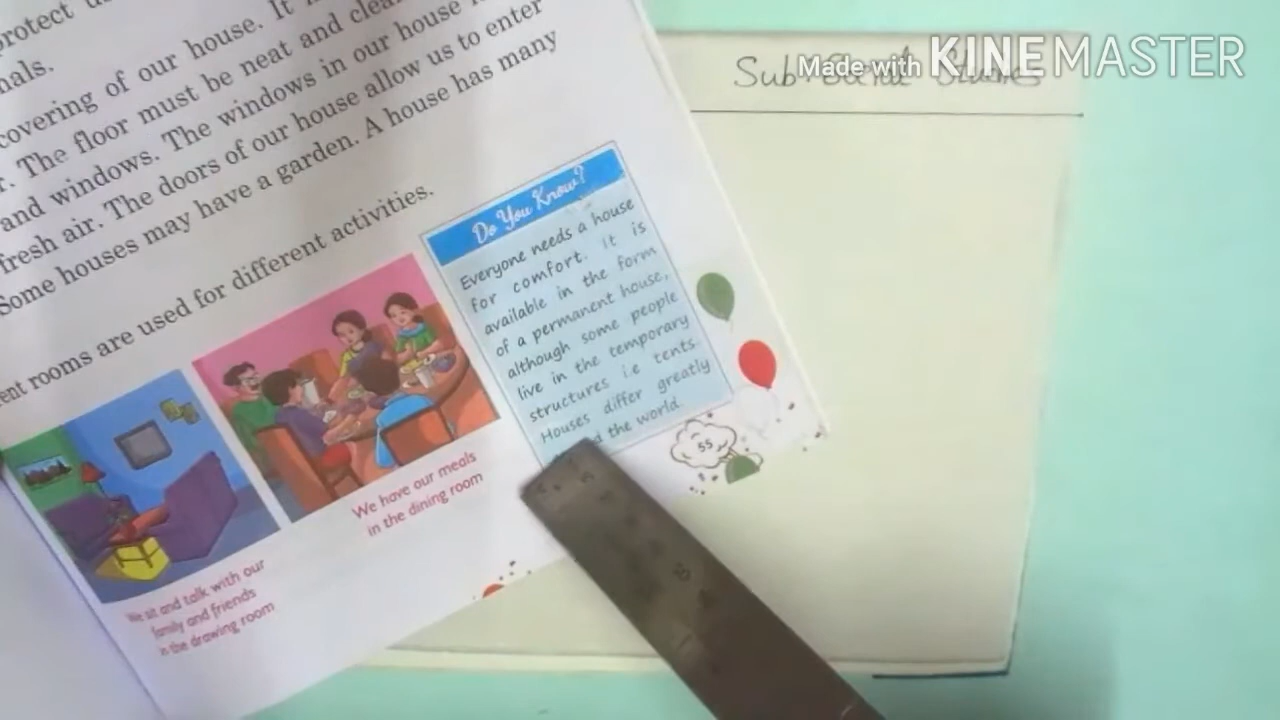 protect
nals.
covering of our house. It
The floor must be neat and clea
and windows. The windows in our house
fresh air. The doors of our house allow us to enter
Some houses may have a garden. A house has many
ent rooms are used for different activities.
Do You Know?
Everyone needs a house
for comfort. It is
available in the form
of a permanent house,
although some people
live in the temporary
structures i.e tents.
Houses differ greatly
the world.
55
We have our meals
in the dining room
We sit and talk with our
family and friends
in the drawing room
Sub-Social Studies
Made with KINEMASTER